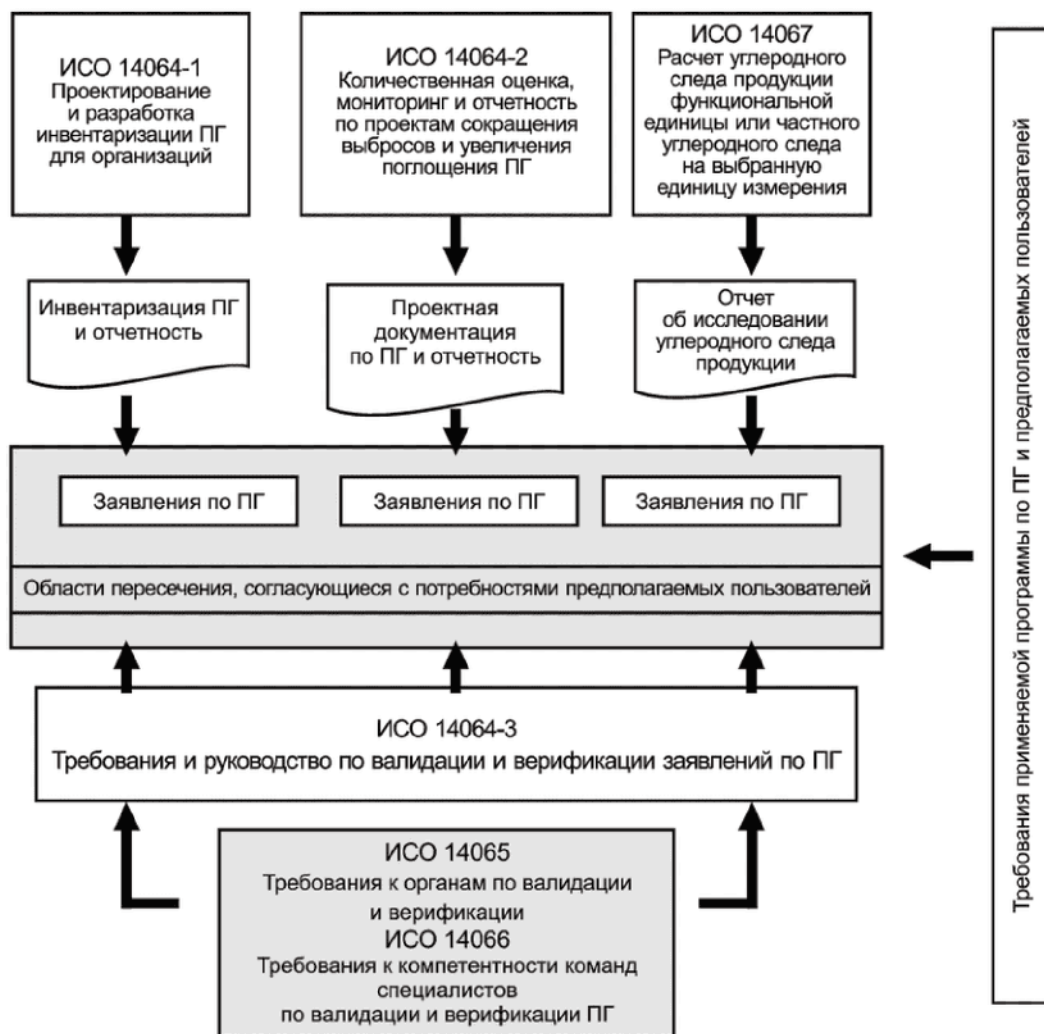 ИСО 14064-1
Проектирование
и разработка
инвентаризации ПГ
для организаций
ИСО 14064-2
Количественная оценка,
мониторинг и отчетность
по проектам сокращения
выбросов и увеличения
поглощения ПГ
ИСО 14067
Расчет углеродного
следа продукции
функциональной
единицы или частного
углеродного следа
на выбранную
единицу измерения
Инвентаризация ПГ
и отчетность
Проектная
документация
по ПГ и отчетность
Отчет
об исследовании
углеродного следа
продукции
Заявления по ПГ
Заявления по ПГ
Заявления по ПГ
Области пересечения, согласующиеся с потребностями предполагаемых пользователей
ИСО 14064-3
Требования и руководство по валидации и верификации заявлений по ПГ
ИСО 14065
Требования к органам по валидации
и верификации
ИСО 14066
Требования к компетентности команд
специалистов
по валидации и верификации ПГ
Требования применяемой программы по ПГ и предполагаемых пользователей